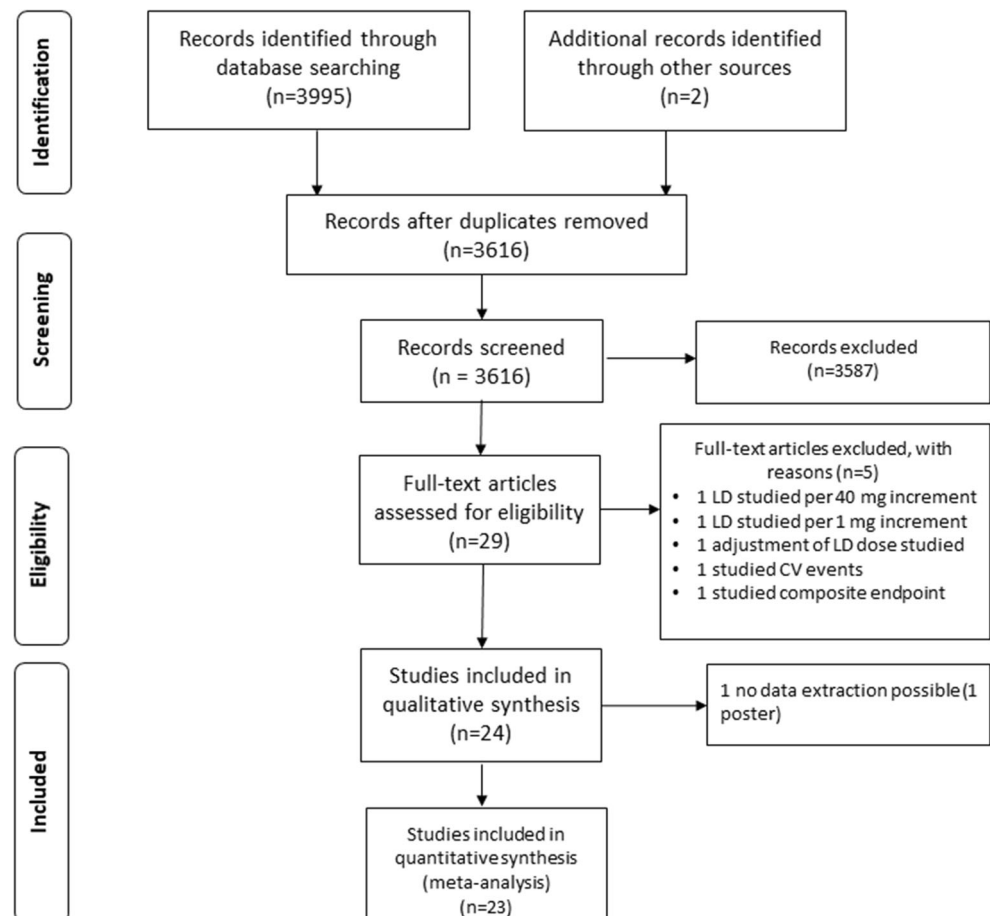 Identification
Records identified through
database searching
(n=3995)
Additional records identified
through other sources
(n=2)
Records after duplicates removed
(n=3616)
Screening
Records screened
(n = 3616)
Records excluded
(n=3587)
Eligibility
Full-text articles
assessed for eligibility
(n=29)
Full-text articles excluded, with
reasons (n=5)
• 1 LD studied per 40 mg increment
• 1 LD studied per 1 mg increment
• 1 adjustment of LD dose studied
• 1 studied CV events
• 1 studied composite endpoint
Included
Studies included in
qualitative synthesis
(n=24)
1 no data extraction possible (1
poster)
Studies included in
quantitative synthesis
(meta-analysis)
(n=23)